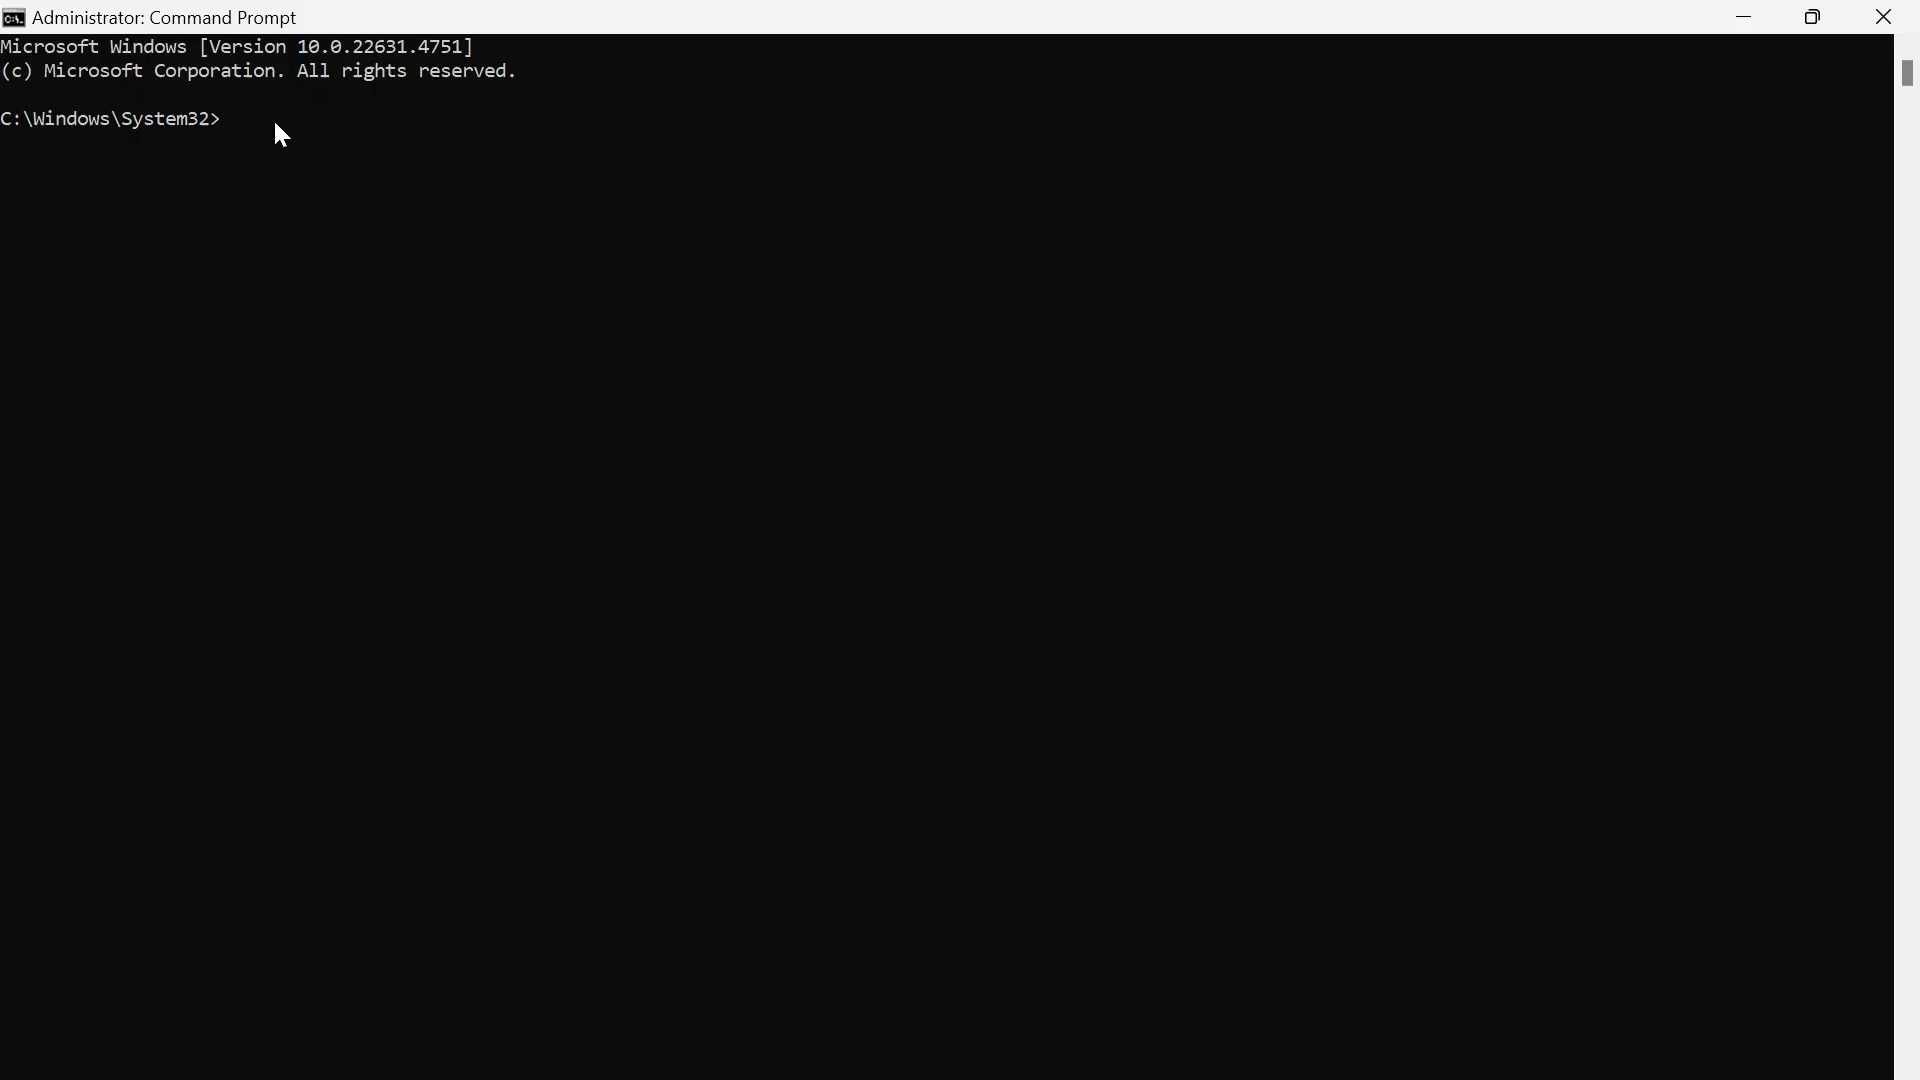 Administrator: Command Prompt
Microsoft Windows [Version 10.0.22631.4751]
(c) Microsoft Corporation. All rights reserved.
C:\Windows\System32>